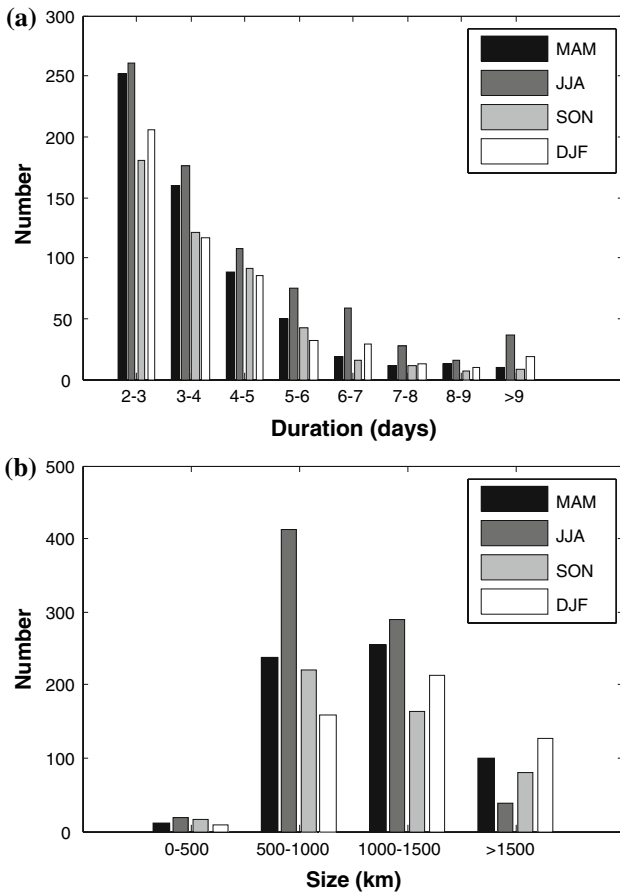 (a)
300
250
200
150
100
50
0
Number
MAM
JJA
SON
DJF
2-3 3-4 4-5 5-6 6-7 7-8 8-9 >9
Duration (days)
(b)
500
400
300
200
100
0
Number
MAM
JJA
SON
DJF
0-500 500-1000 1000-1500 >1500
Size (km)